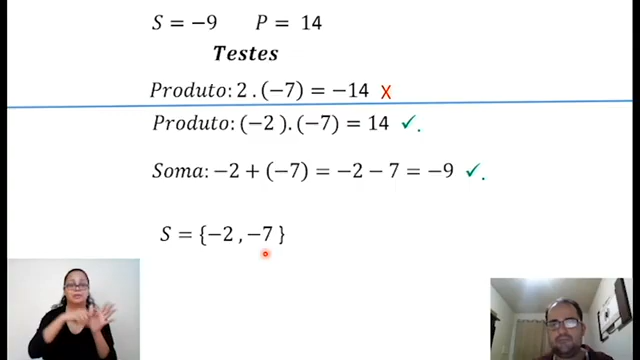 S = −9 P = 14
Testes
Produto: 2 . (−7) = −14 X
Produto: (−2 ). (−7) = 14 ✓.
Soma: −2 + (−7) = −2 − 7 = −9 ✓.
S = {−2 , −7 }